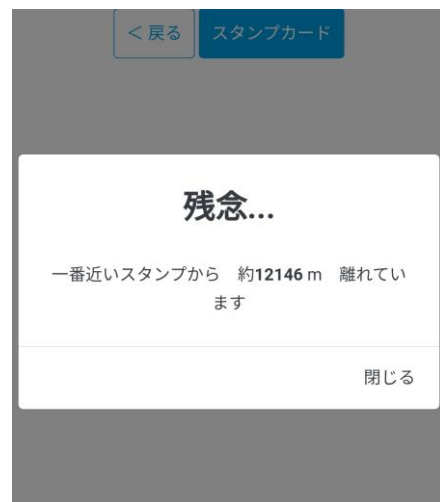 < 戻る スタンプカード
残念...
一番近いスタンプから　約12146 m　離れてい
ます
閉じる